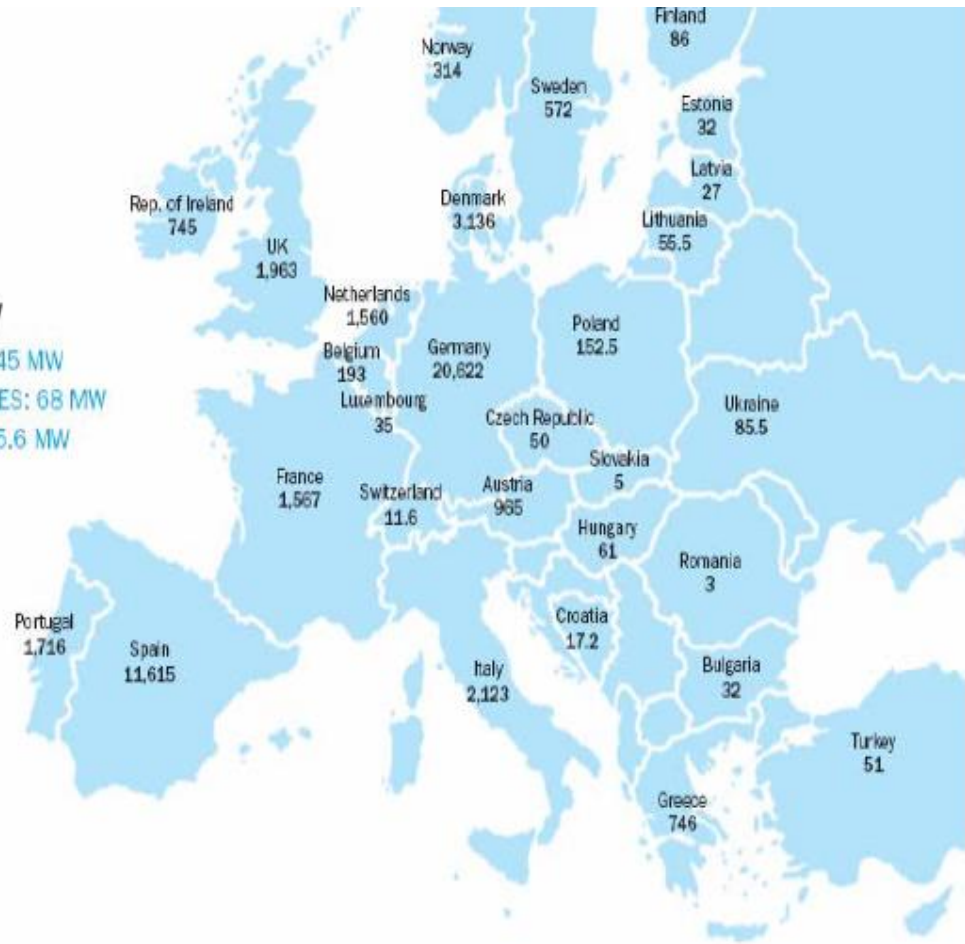 Finland
86
Norway
314
Sweden
572
Estonia
32
Latvia
27
Rep. of Ireland
745
Denmark
3,136
Lithuania
55.5
UK
1,963
Netherlands
1,560
Poland
152.5
45 MW
Belgium
193
Germany
20,622
ES: 68 MW
Luxembourg
35
5.6 MW
Czech Republic
50
Ukraine
85.5
Slovakia
5
France
1,567
Switzerland
11.6
Austria
965
Hungary
61
Romania
3
Portugal
1,716
Spain
11,615
Croatia
17.2
Italy
2,123
Bulgaria
32
Turkey
51
Greece
746